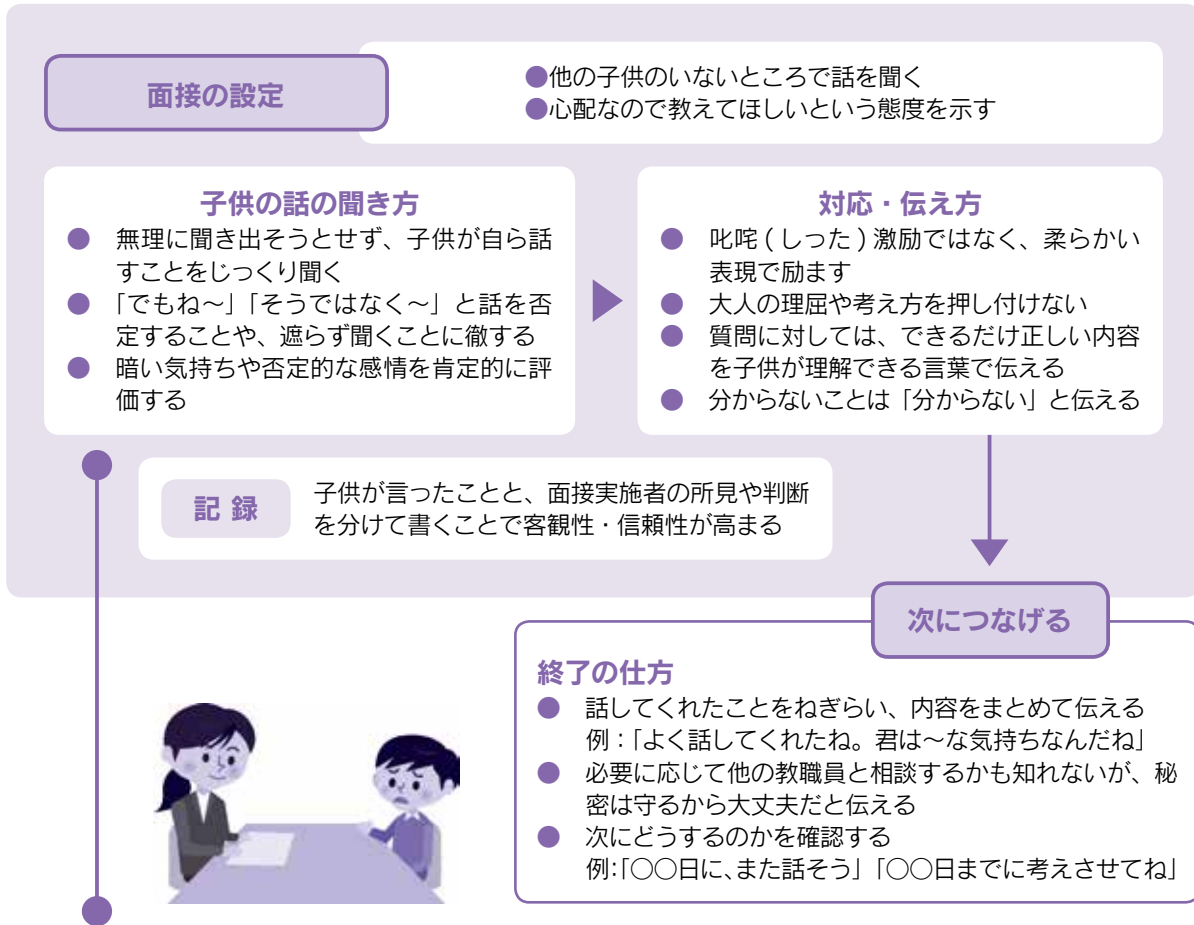 面接の設定
●他の子供のいないところで話を聞く
●心配なので教えてほしいという態度を示す
子供の話の聞き方
● 無理に聞き出そうとせず、子供が自ら話
すことをじっくり聞く
● 「でもね〜」「そうではなく〜」と話を否
定することや、遮らず聞くことに徹する
● 暗い気持ちや否定的な感情を肯定的に評
価する
対応・伝え方
● 叱咤(しった)激励ではなく、柔らかい
表現で励ます
● 大人の理屈や考え方を押し付けない
● 質問に対しては、できるだけ正しい内容
を子供が理解できる言葉で伝える
● 分からないことは「分からない」と伝える
記 録
子供が言ったことと、面接実施者の所見や判断
を分けて書くことで客観性・信頼性が高まる
次につなげる
終了の仕方
● 話してくれたことをねぎらい、内容をまとめて伝える
例:「よく話してくれたね。君は〜な気持ちなんだね」
● 必要に応じて他の教職員と相談するかも知れないが、秘
密は守るから大丈夫だと伝える
● 次にどうするのかを確認する
例:「○○日に、また話そう」「○○日までに考えさせてね」